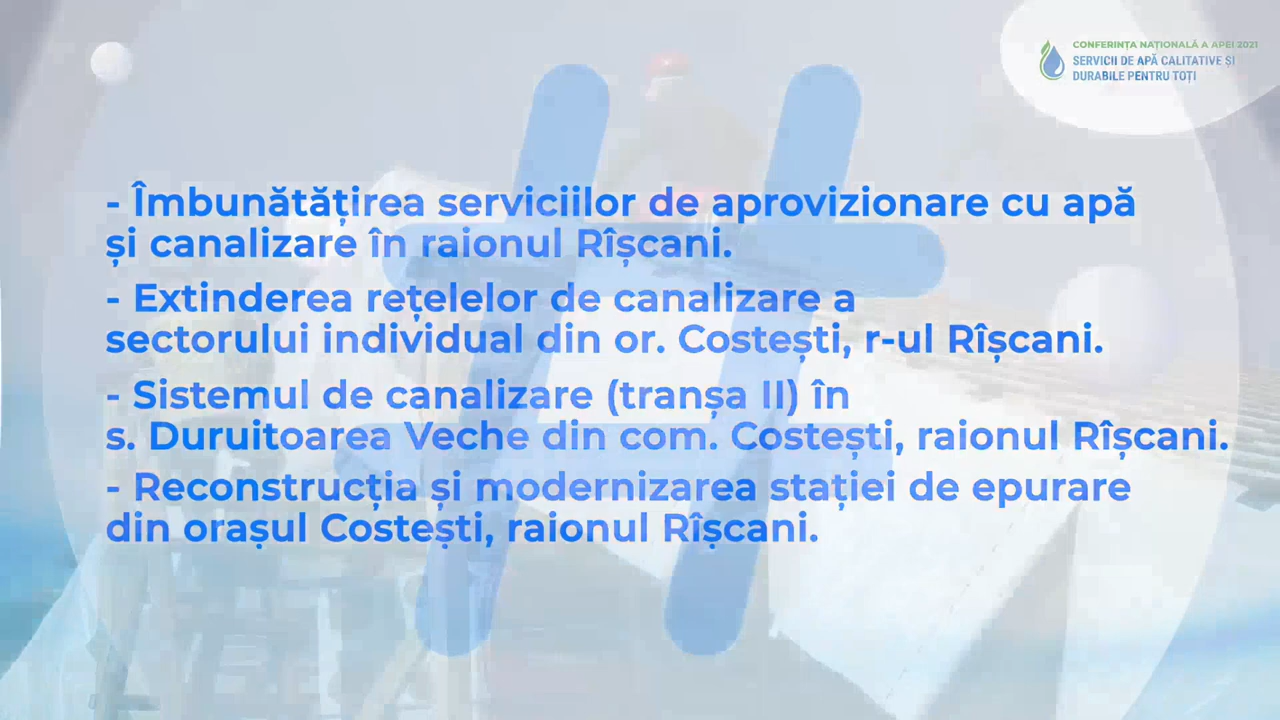 CONFERINȚA NAȚIONALĂ A APEI 2021
SERVICII DE APĂ CALITATIVE ȘI
DURABILE PENTRU TOȚI
- Îmbunătățirea serviciilor de aprovizionare cu apă
și canalizare în raionul Rîșcani.
- Extinderea rețelelor de canalizare a
sectorului individual din or. Costești, r-ul Rîșcani.
- Sistemul de canalizare (tranșa II) în
s. Duruitoarea Veche din com. Costești, raionul Rîșcani.
- Reconstrucția și modernizarea stației de epurare
din orașul Costești, raionul Rîșcani.